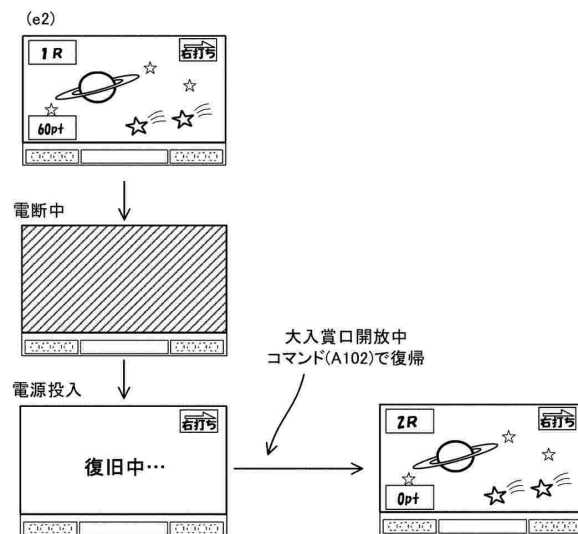 (e2)
1R
右打ち
60pt
電断中
電源投入
右打ち
復旧中…
大入賞口開放中
コマンド(A102)で復帰
2R
右打ち
0pt